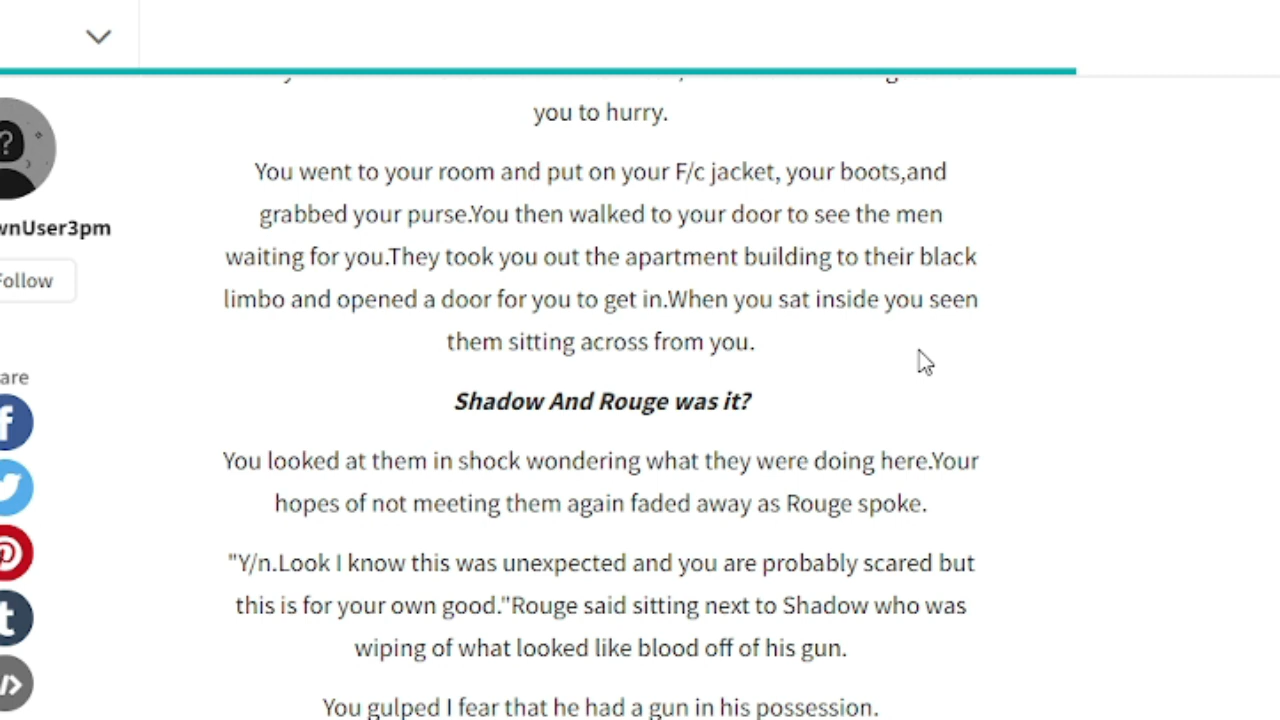 you to hurry.
You went to your room and put on your F/c jacket, your boots,and
grabbed your purse.You then walked to your door to see the men
waiting for you.They took you out the apartment building to their black
limbo and opened a door for you to get in.When you sat inside you seen
them sitting across from you.
Shadow And Rouge was it?
You looked at them in shock wondering what they were doing here.Your
hopes of not meeting them again faded away as Rouge spoke.
"Y/n.Look I know this was unexpected and you are probably scared but
this is for your own good."Rouge said sitting next to Shadow who was
wiping of what looked like blood off of his gun.
You gulped I fear that he had a gun in his possession.
?
wnUser3pm
Follow
are
f
t